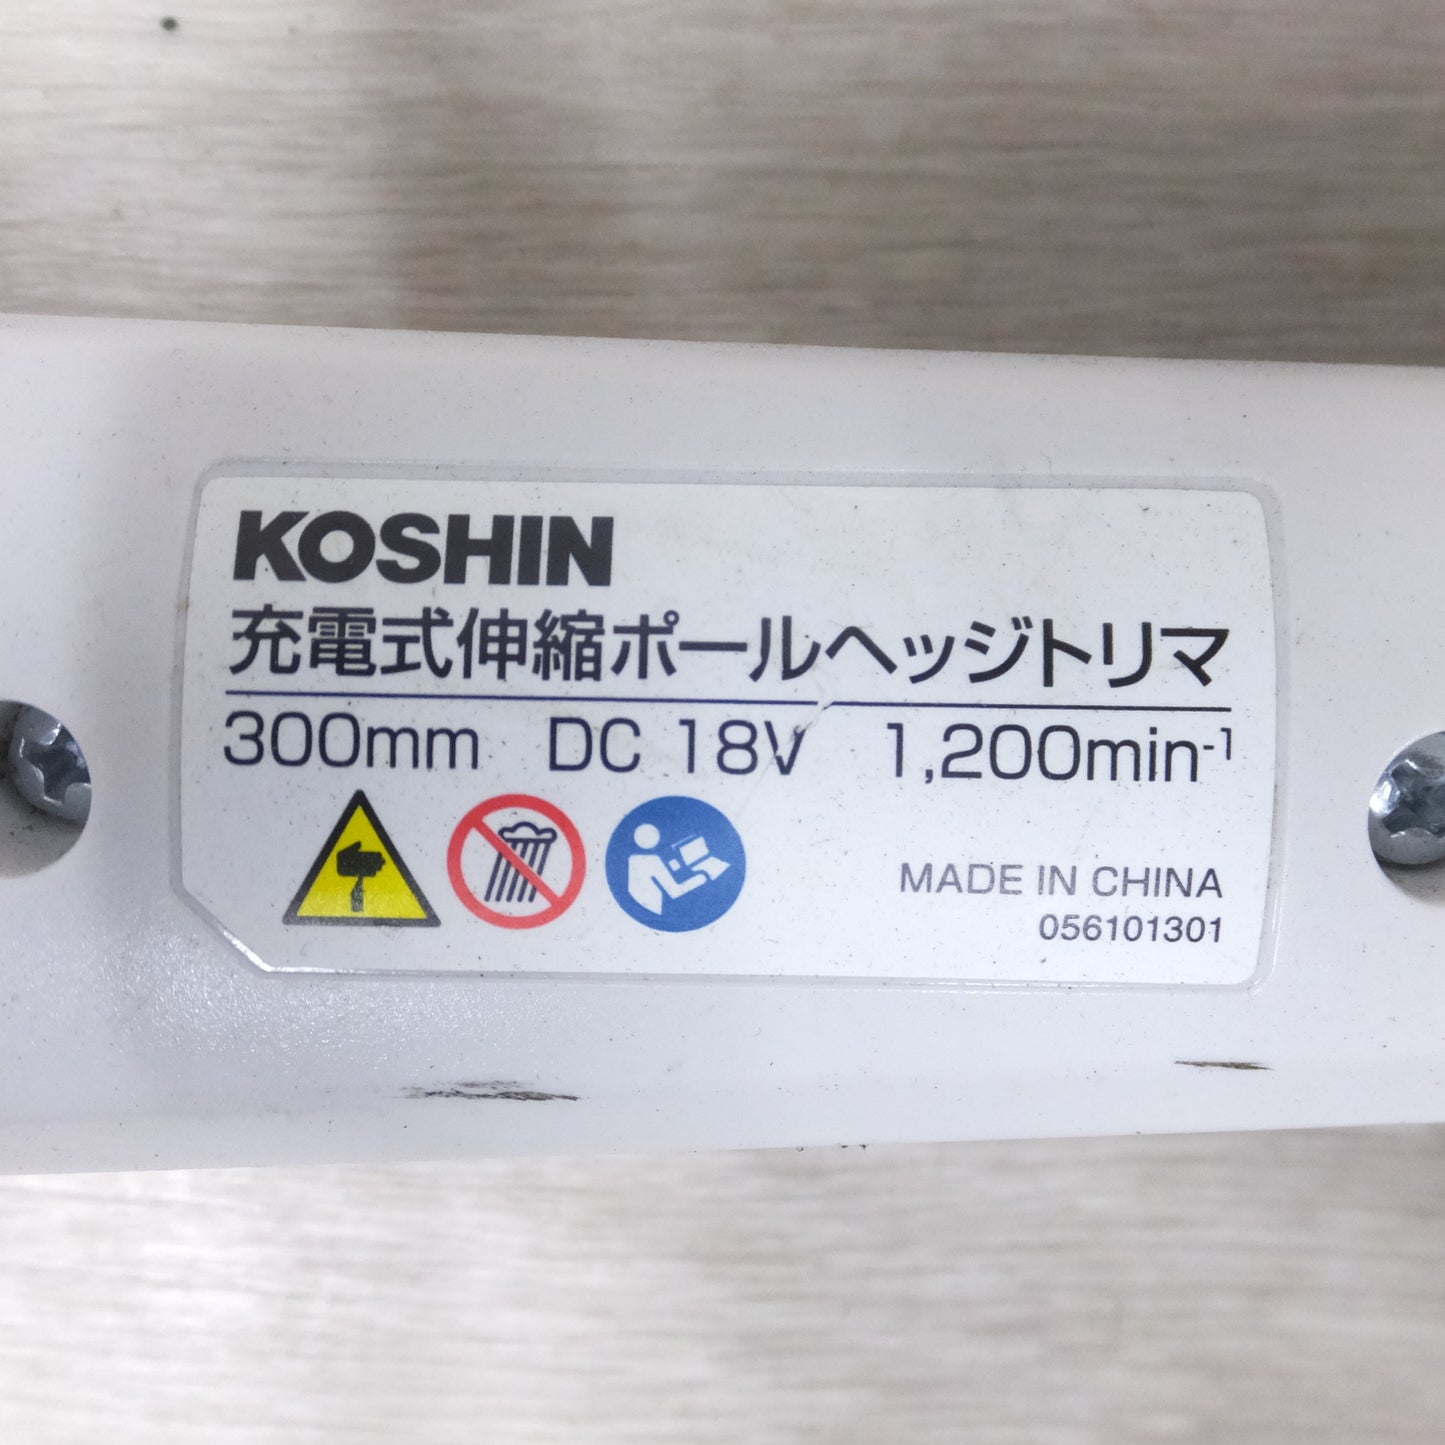 KOSHIN
充電式伸縮ポールヘッジトリマ
300mm DC 18V 1,200min-1
MADE IN CHINA
056101301